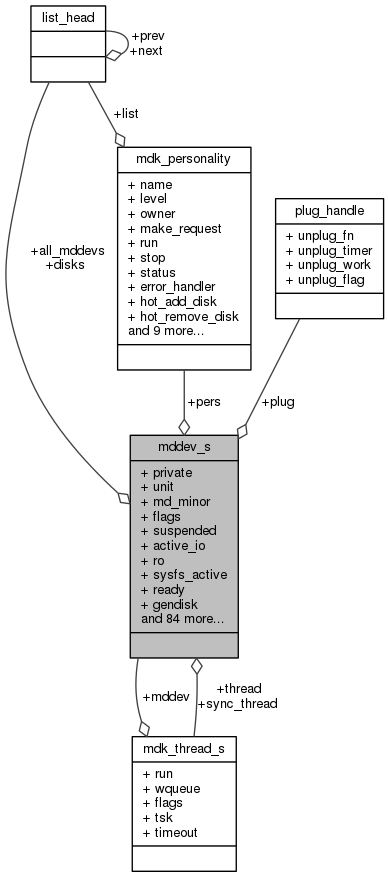 list_head
+prev
+next
+list
mdk_personality
+ name
+ level
+ owner
+ make_request
+ run
+ stop
+ status
+ error_handler
+ hot_add_disk
+ hot_remove_disk
and 9 more...
plug_handle
+ unplug_fn
+ unplug_timer
+ unplug_work
+ unplug_flag
+all_mddevs
+disks
+pers
+plug
mddev_s
+ private
+ unit
+ md_minor
+ flags
+ suspended
+ active_io
+ ro
+ sysfs_active
+ ready
+ gendisk
and 84 more...
+mddev
+thread
+sync_thread
mdk_thread_s
+ run
+ wqueue
+ flags
+ tsk
+ timeout